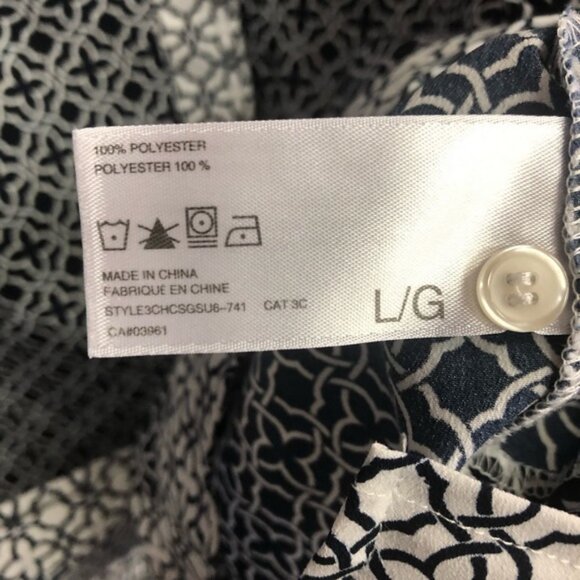 100% POLYESTER
POLYESTER 100 %
MADE IN CHINA
FABRIQUE EN CHINE
STYLE3CHCSGSU6--741 CAT 3C
CA#03961
L/G